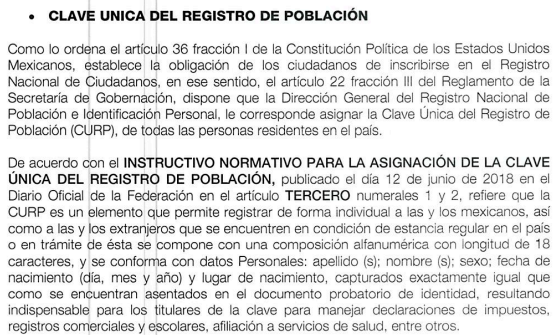 • CLAVE UNICA DEL REGISTRO DE POBLACIÓN
Como lo ordena el artículo 36 fracción I de la Constitución Política de los Estados Unidos
Mexicanos, establece la obligación de los ciudadanos de inscribirse en el Registro
Nacional de Ciudadanos, en ese sentido, el artículo 22 fracción III del Reglamento de la
Secretaría de Gobernación, dispone que la Dirección General del Registro Nacional de
Población e Identificación Personal, le corresponde asignar la Clave Única del Registro de
Población (CURP), de todas las personas residentes en el país.
De acuerdo con el INSTRUCTIVO NORMATIVO PARA LA ASIGNACIÓN DE LA CLAVE
ÚNICA DEL REGISTRO DE POBLACIÓN, publicado el día 12 de junio de 2018 en el
Diario Oficial de la Federación en el artículo TERCERO numerales 1 y 2, refiere que la
CURP es un elemento que permite registrar de forma individual a las y los mexicanos, así
como a las y los extranjeros que se encuentren en condición de estancia regular en el país
o en trámite de ésta se compone con una composición alfanumérica con longitud de 18
caracteres, y se conforma con datos Personales: apellido (s); nombre (s); sexo; fecha de
nacimiento (día, mes y año) y lugar de nacimiento, capturados exactamente igual que
como se encuentran asentados en el documento probatorio de identidad, resultando
indispensable para los titulares de la clave para manejar declaraciones de impuestos,
registros comerciales y escolares, afiliación a servicios de salud, entre otros.